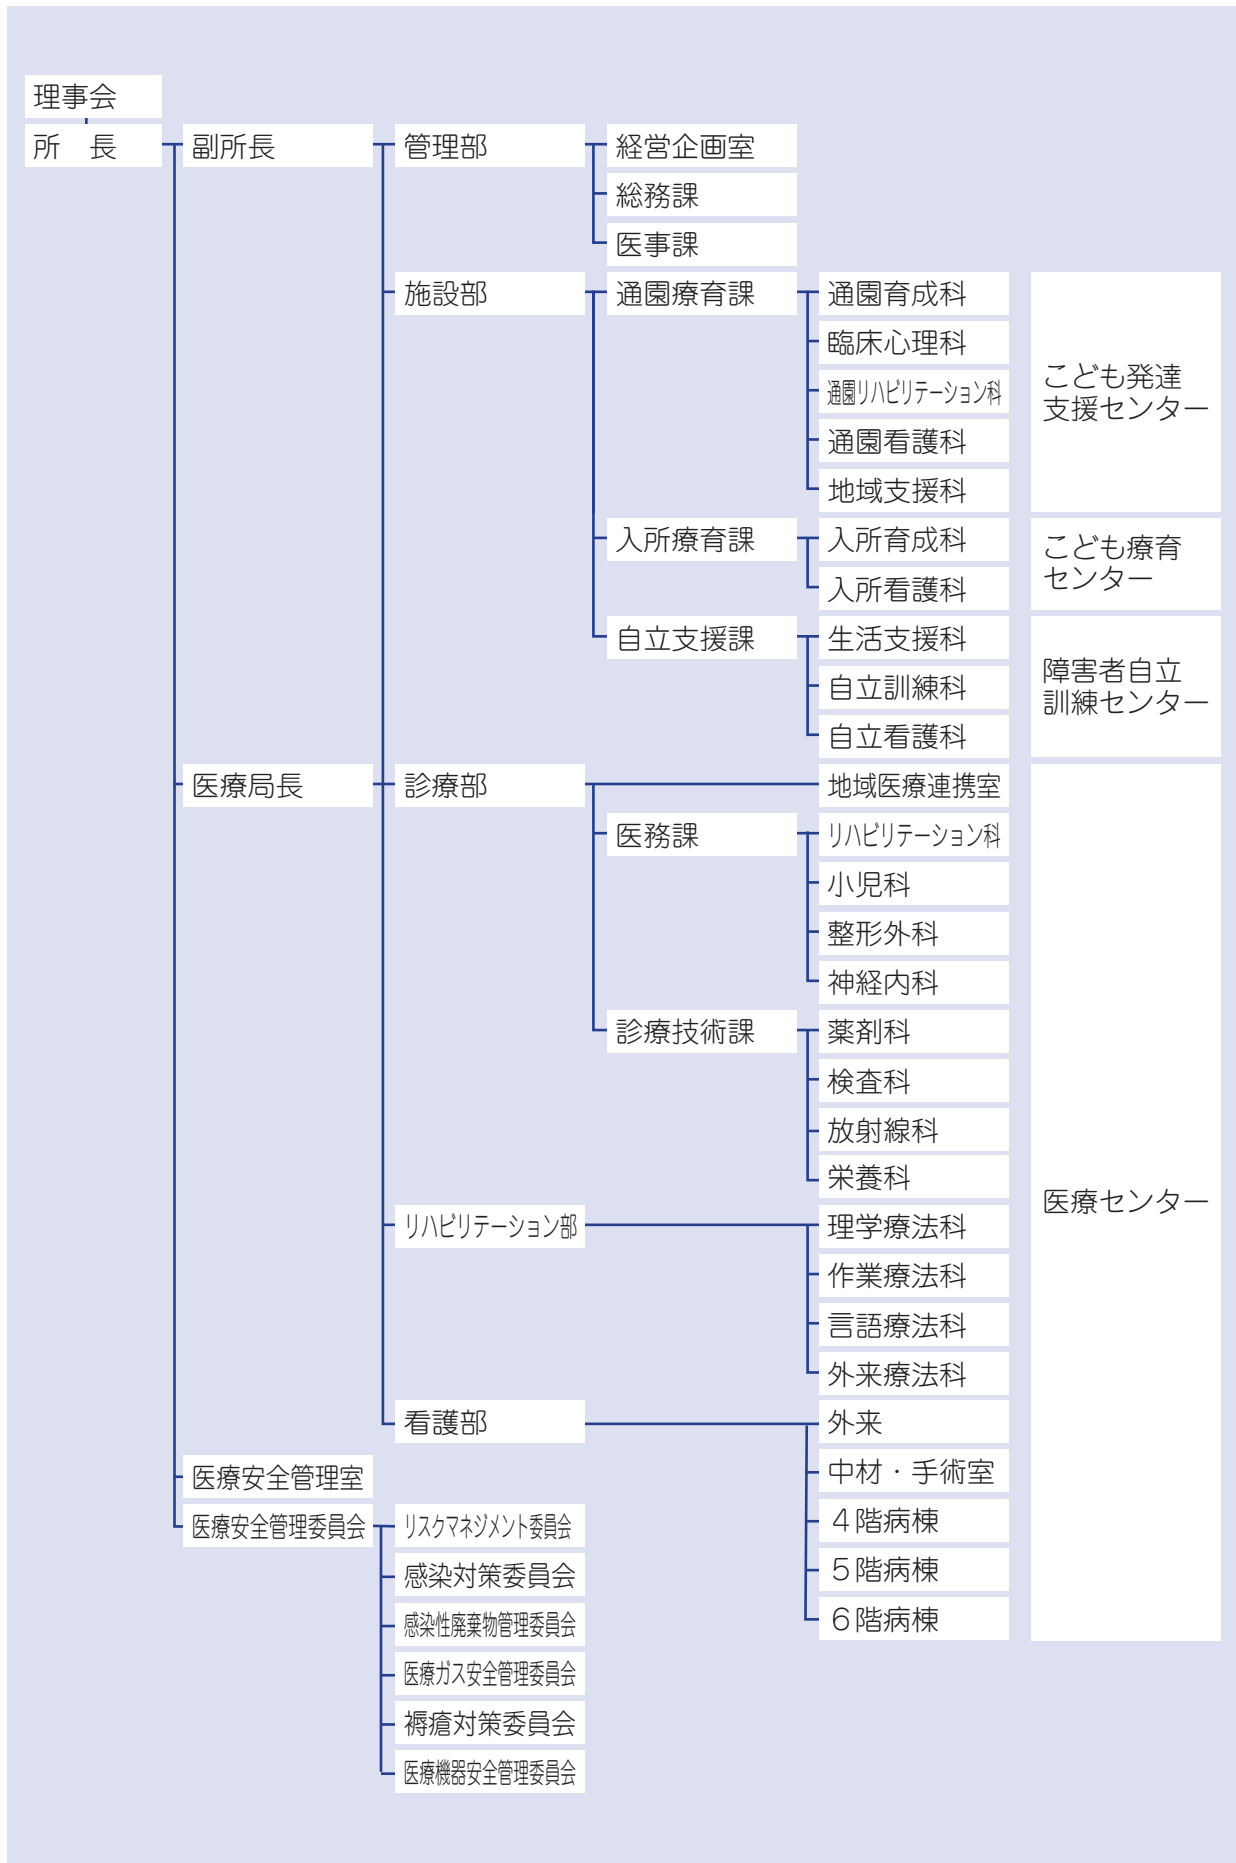 理事会
所　長
副所長
管理部
経営企画室
総務課
医事課
施設部
通園療育課
通園育成科
臨床心理科
通園リハビリテーション科
通園看護科
地域支援科
こども発達
支援センター
入所療育課
入所育成科
入所看護科
こども療育
センター
自立支援課
生活支援科
自立訓練科
自立看護科
障害者自立
訓練センター
医療局長
診療部
地域医療連携室
医務課
リハビリテーション科
小児科
整形外科
神経内科
診療技術課
薬剤科
検査科
放射線科
栄養科
医療センター
リハビリテーション部
理学療法科
作業療法科
言語療法科
外来療法科
看護部
外来
中材・手術室
４階病棟
５階病棟
６階病棟
医療安全管理室
医療安全管理委員会
リスクマネジメント委員会
感染対策委員会
感染性廃棄物管理委員会
医療ガス安全管理委員会
褥瘡対策委員会
医療機器安全管理委員会